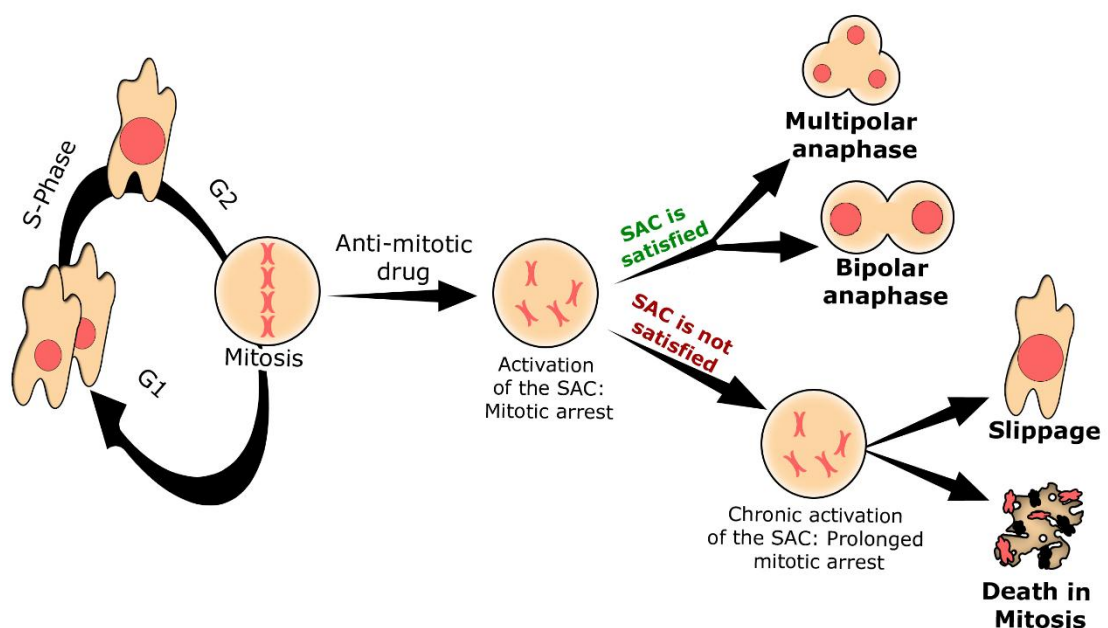 S-Phase
G2
G1
Mitosis
Anti-mitotic
drug
Activation
of the SAC:
Mitotic arrest
SAC is
satisfied
SAC is not
satisfied
Multipolar
anaphase
Bipolar
anaphase
Chronic activation
of the SAC: Prolonged
mitotic arrest
Slippage
Death in
Mitosis